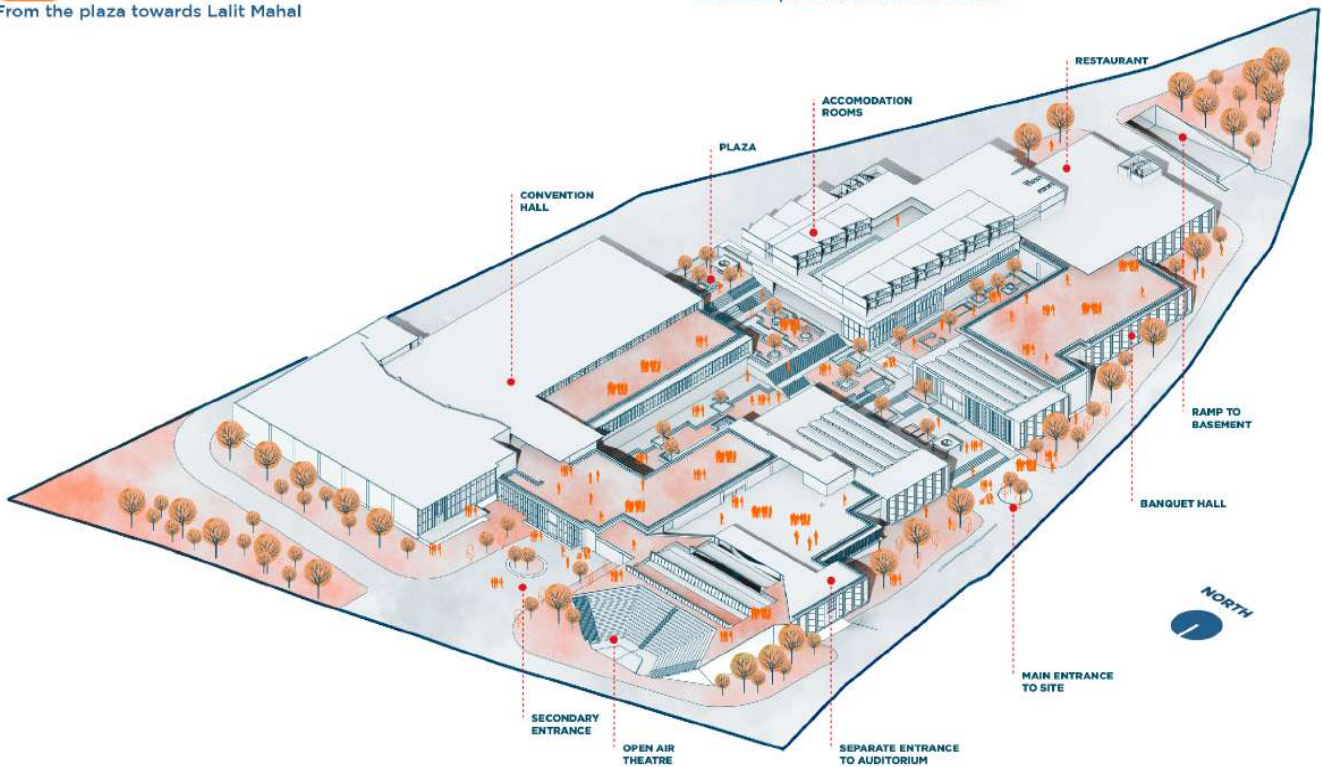 From the plaza towards Lalit Mahal
RESTAURANT
ACCOMODATION
ROOMS
PLAZA
CONVENTION
HALL
RAMP TO
BASEMENT
BANQUET HALL
NORTH
MAIN ENTRANCE
TO SITE
SECONDARY
ENTRANCE
OPEN AIR
THEATRE
SEPARATE ENTRANCE
TO AUDITORIUM